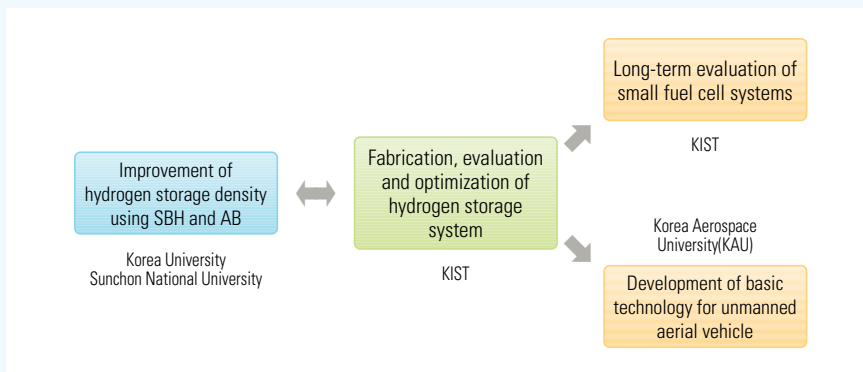 Improvement of
hydrogen storage density
using SBH and AB
Korea University
Sunchon National University
Fabrication, evaluation
and optimization of
hydrogen storage
system
KIST
Long-term evaluation of
small fuel cell systems
KIST
Korea Aerospace
University(KAU)
Development of basic
technology for unmanned
aerial vehicle